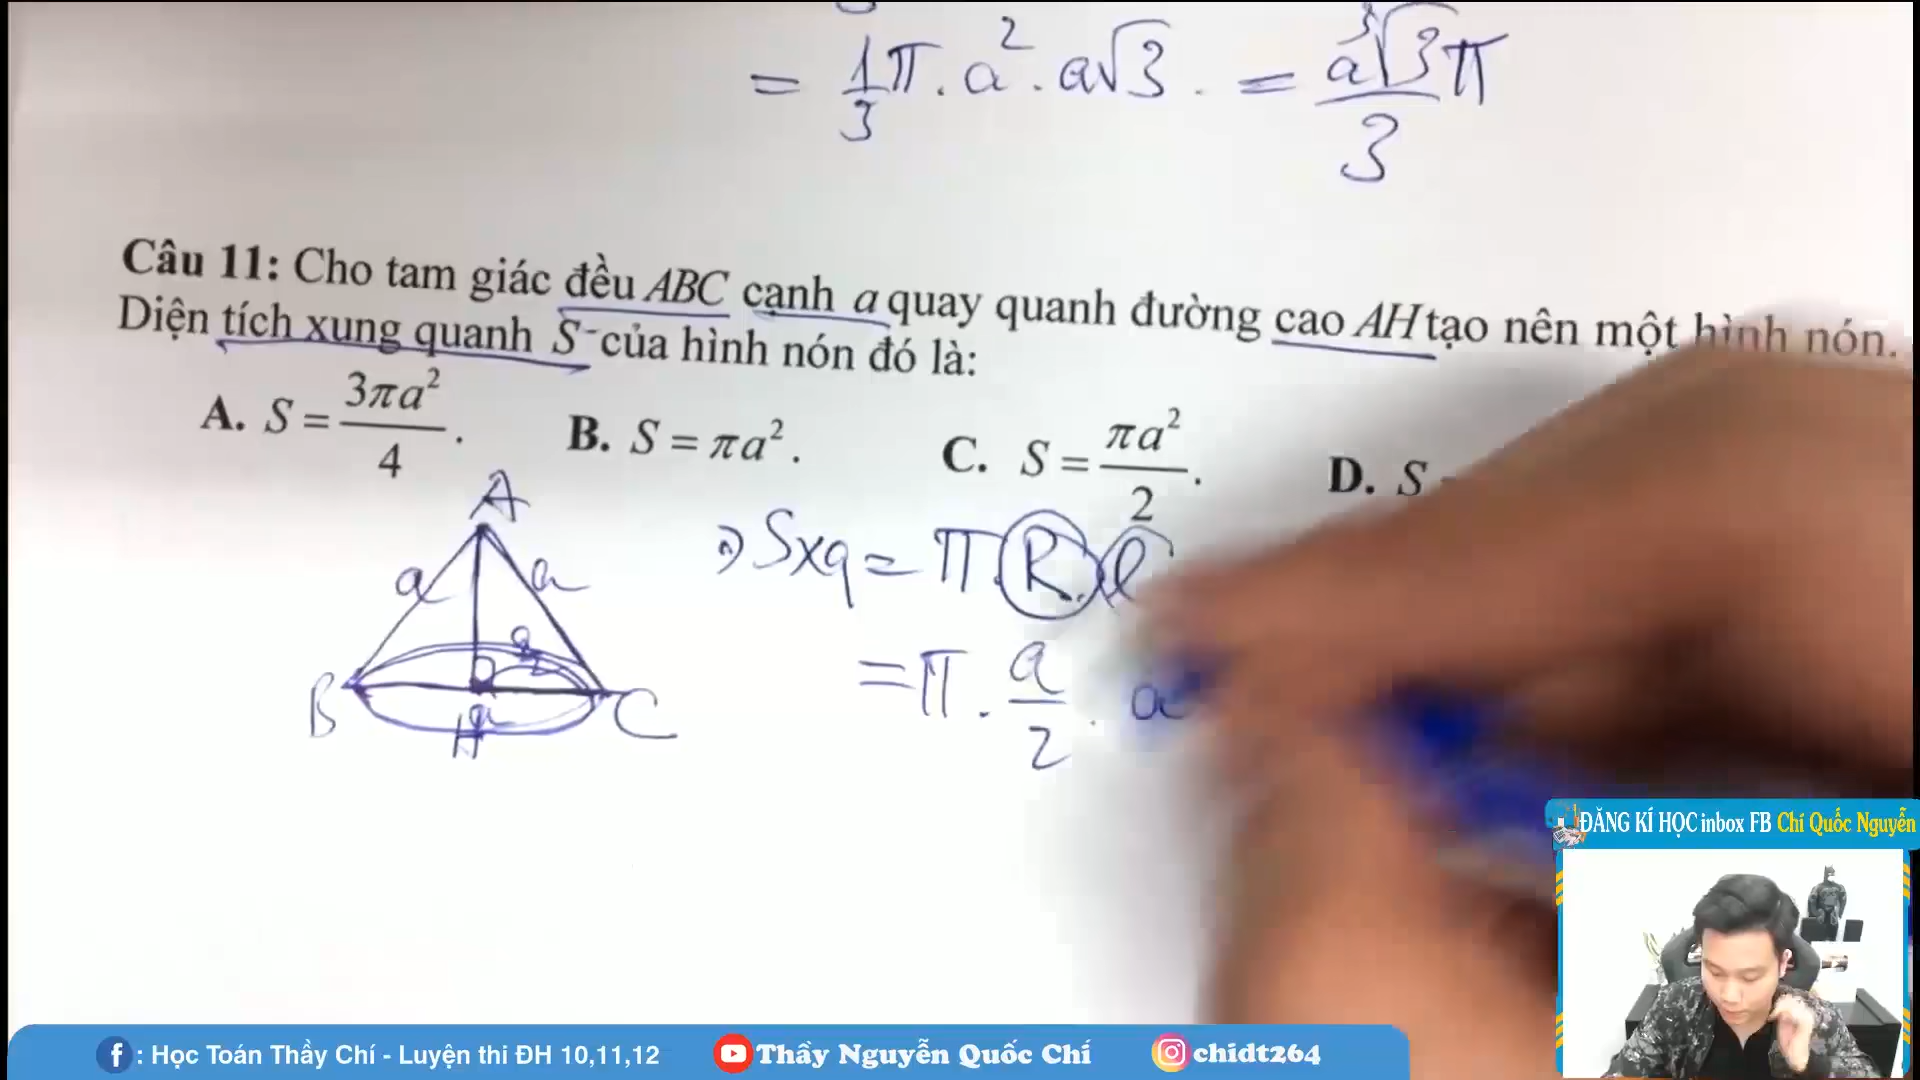 = 1/3 π . a² . a√3 . = a³√3π/3
Câu 11: Cho tam giác đều ABC cạnh a quay quanh đường cao AH tạo nên một hình nón.
Diện tích xung quanh S của hình nón đó là:
A. S = 3πa²/4 . B. S = πa² . C. S = πa²/2 . D. S
A
a a
a/2
B H a C
Sxq = π.R.l
= π . a/2 . a
ĐĂNG KÍ HỌC inbox FB Chí Quốc Nguyễn
f : Học Toán Thầy Chí - Luyện thi ĐH 10,11,12 Thầy Nguyễn Quốc Chí chidt264